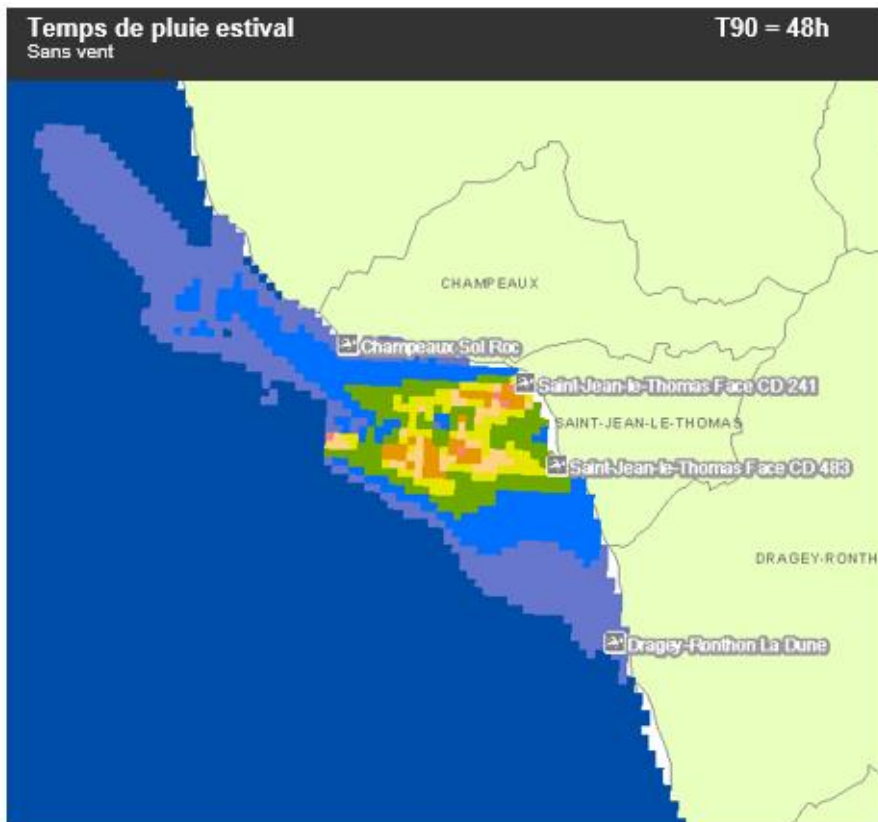 Temps de pluie estival
T90 = 48h
Sans vent
CHAMPEAUX
Champeaux Sol Roc
Saint-Jean-le-Thomas Face CD 241
SAINT-JEAN-LE-THOMAS
Saint-Jean-le-Thomas Face CD 483
DRAGEY-RONTH
Dragey-Ronthon La Dune